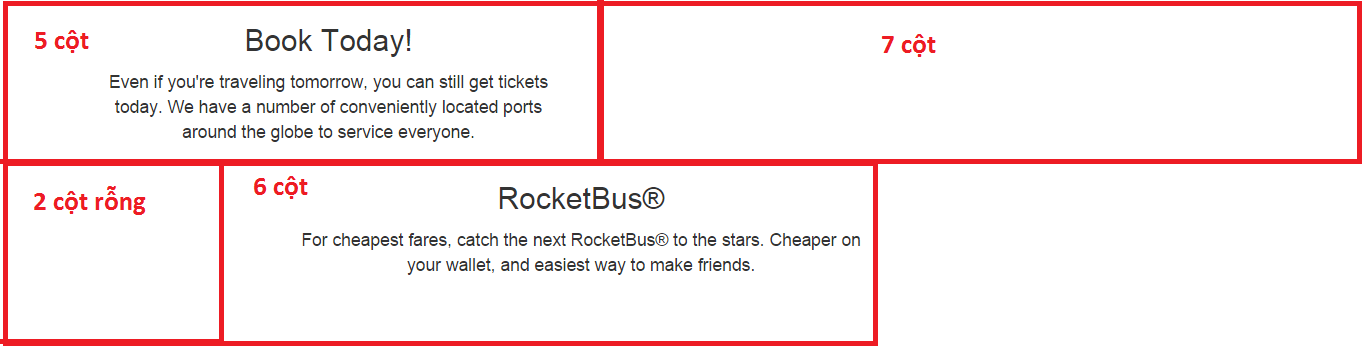 5 cột
Book Today!
7 cột
Even if you're traveling tomorrow, you can still get tickets
today. We have a number of conveniently located ports
around the globe to service everyone.
2 cột rỗng
6 cột
RocketBus®
For cheapest fares, catch the next RocketBus® to the stars. Cheaper on
your wallet, and easiest way to make friends.